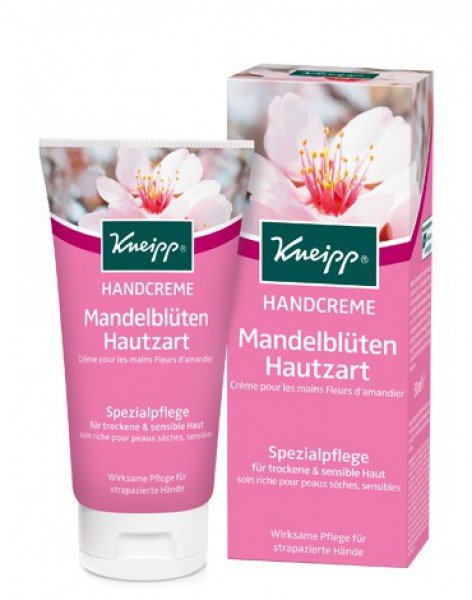 Kneipp®
HANDCREME
Mandelblüten
Hautzart
Crème pour les mains Fleurs d'amandier
Spezialpflege
für trockene & sensible Haut
soin riche pour peaux sèches, sensibles
Wirksame Pflege für
strapazierte Hände
Kneipp®
HANDCREME
Mandelblüten
Hautzart
Crème pour les mains Fleurs d'amandier
Spezialpflege
für trockene & sensible Haut
soin riche pour peaux sèches, sensibles
Wirksame Pflege für
strapazierte Hände